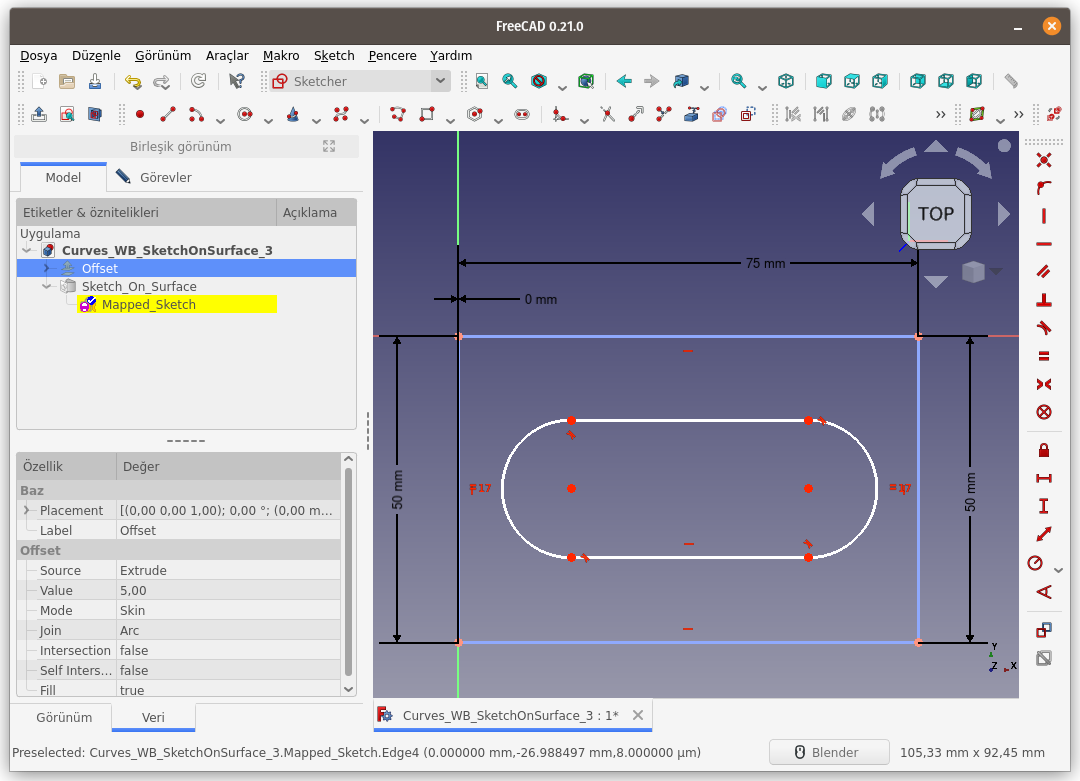 FreeCAD 0.21.0
Dosya Düzenle Görünüm Araçlar Makro Sketch Pencere Yardım
Sketcher
Birleşik görünüm
Model Görevler
Etiketler & öznitelikleri Açıklama
Uygulama
Curves_WB_SketchOnSurface_3
Offset
Sketch_On_Surface
Mapped_Sketch
Özellik Değer
Baz
Placement [(0,00 0,00 1,00); 0,00 °; (0,00 m...
Label Offset
Offset
Source Extrude
Value 5,00
Mode Skin
Join Arc
Intersection false
Self Inters... false
Fill true
Görünüm Veri
TOP
75 mm
0 mm
50 mm
50 mm
17
Y
Z X
Curves_WB_SketchOnSurface_3 : 1*
Preselected: Curves_WB_SketchOnSurface_3.Mapped_Sketch.Edge4 (0.000000 mm,-26.988497 mm,8.000000 µm)
Blender
105,33 mm x 92,45 mm